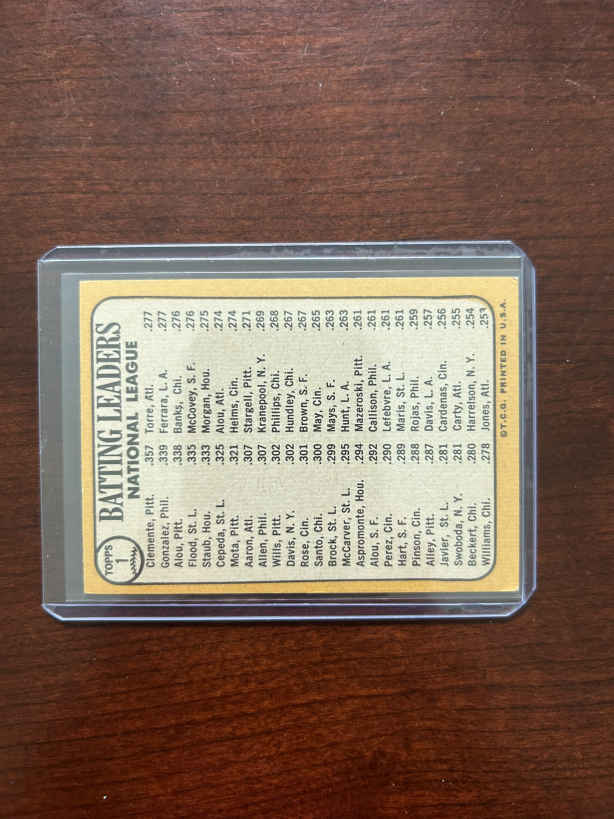 TOPPS
1
BATTING LEADERS
NATIONAL LEAGUE
Clemente, Pitt. .357 Torre, Atl. .277
Gonzalez, Phil. .339 Ferrara, L. A. .277
Alou, Pitt. .338 Banks, Chi. .276
Flood, St. L. .335 McCovey, S. F. .276
Staub, Hou. .333 Morgan, Hou. .275
Cepeda, St. L. .325 Alou, Atl. .274
Mota, Pitt. .321 Helms, Cin. .274
Aaron, Atl. .307 Stargell, Pitt. .271
Allen, Phil. .307 Kranepool, N. Y. .269
Wills, Pitt. .302 Phillips, Chi. .268
Davis, N. Y. .302 Hundley, Chi. .267
Rose, Cin. .301 Brown, S. F. .267
Santo, Chi. .300 May, Cin. .265
Brock, St. L. .299 Mays, S. F. .263
McCarver, St. L. .295 Hunt, L. A. .263
Aspromonte, Hou. .294 Mazeroski, Pitt. .261
Alou, S. F. .292 Callison, Phil. .261
Perez, Cin. .290 Lefebvre, L. A. .261
Hart, S. F. .289 Maris, St. L. .261
Pinson, Cin. .288 Rojas, Phil. .259
Alley, Pitt. .287 Davis, L. A. .257
Javier, St. L. .281 Cardenas, Cin. .256
Swoboda, N. Y. .281 Carty, Atl. .255
Beckert, Chi. .280 Harrelson, N.Y. .254
Williams, Chi. .278 Jones, Atl. .253
©T.C.G. PRINTED IN U.S.A.